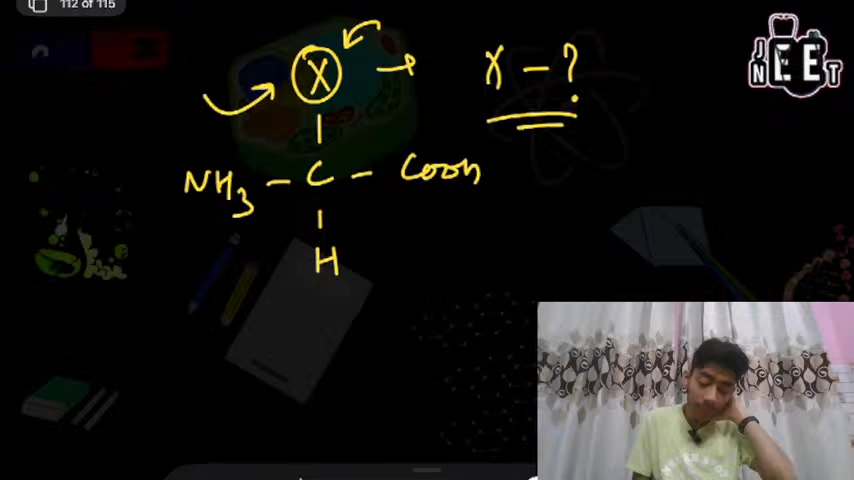 112 of 115
X
X - ?
NH3 - C - Cooh
H
J
NEET